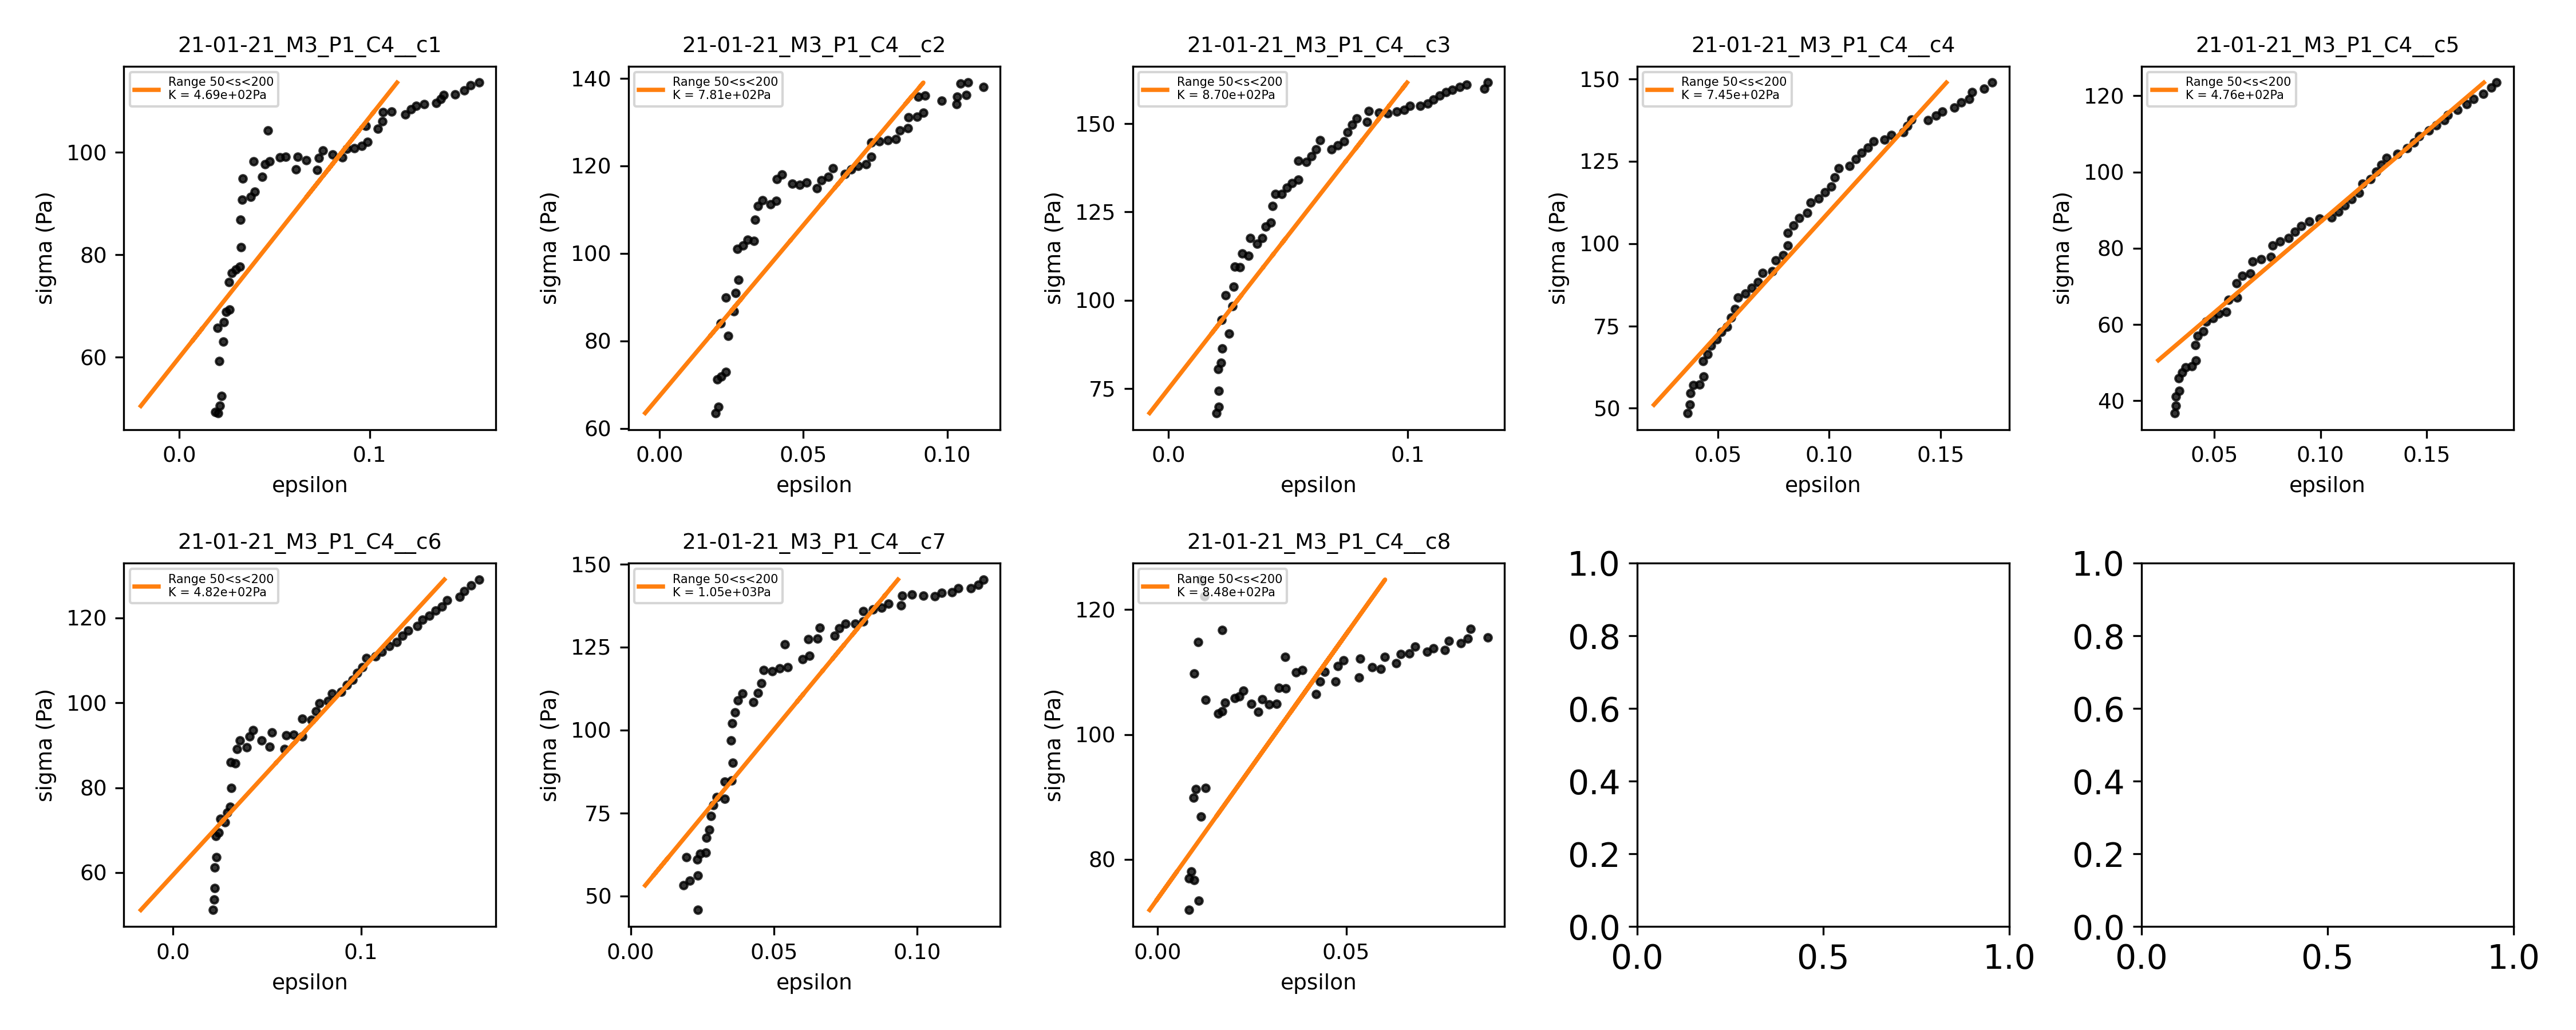 21-01-21_M3_P1_C4__c1
Range 50<s<200
K = 4.69e+02Pa
100
80
60
sigma (Pa)
0.0 0.1
epsilon
21-01-21_M3_P1_C4__c2
Range 50<s<200
K = 7.81e+02Pa
140
120
100
80
60
sigma (Pa)
0.00 0.05 0.10
epsilon
21-01-21_M3_P1_C4__c3
Range 50<s<200
K = 8.70e+02Pa
150
125
100
75
sigma (Pa)
0.0 0.1
epsilon
21-01-21_M3_P1_C4__c4
Range 50<s<200
K = 7.45e+02Pa
150
125
100
75
50
sigma (Pa)
0.05 0.10 0.15
epsilon
21-01-21_M3_P1_C4__c5
Range 50<s<200
K = 4.76e+02Pa
120
100
80
60
40
sigma (Pa)
0.05 0.10 0.15
epsilon
21-01-21_M3_P1_C4__c6
Range 50<s<200
K = 4.82e+02Pa
120
100
80
60
sigma (Pa)
0.0 0.1
epsilon
21-01-21_M3_P1_C4__c7
Range 50<s<200
K = 1.05e+03Pa
150
125
100
75
50
sigma (Pa)
0.00 0.05 0.10
epsilon
21-01-21_M3_P1_C4__c8
Range 50<s<200
K = 8.48e+02Pa
120
100
80
sigma (Pa)
0.00 0.05
epsilon
1.0
0.8
0.6
0.4
0.2
0.0
0.0 0.5 1.0
1.0
0.8
0.6
0.4
0.2
0.0
0.0 0.5 1.0